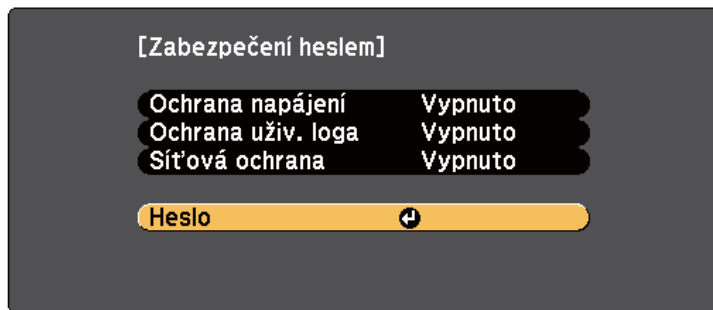 [Zabezpečení heslem]
Ochrana napájení Vypnuto
Ochrana uživ. loga Vypnuto
Síťová ochrana Vypnuto
Heslo